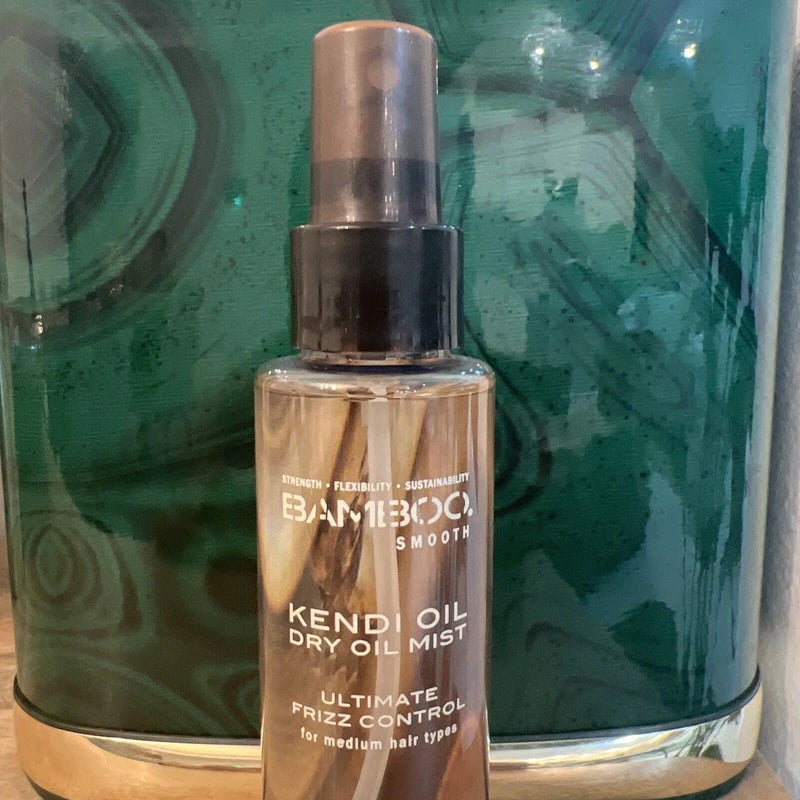 STRENGTH • FLEXIBILITY • SUSTAINABILITY
BAMBOO
SMOOTH
KENDI OIL
DRY OIL MIST
ULTIMATE
FRIZZ CONTROL
for medium hair types